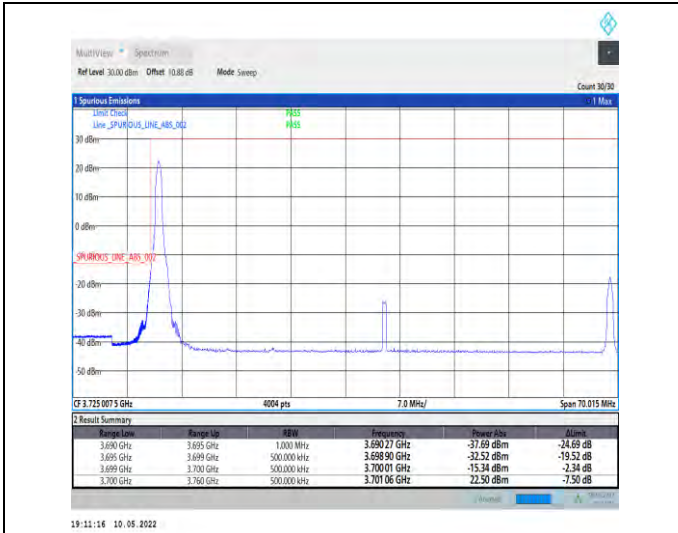 MultiView Spectrum
Ref Level 30.00 dBm Offset 10.88 dB Mode Sweep
Count 30/30
1 Spurious Emissions 1 Max
Limit Check PASS
Line _SPURIOUS_LINE_ABS_002 PASS
30 dBm
20 dBm
10 dBm
0 dBm
_SPURIOUS_LINE_ABS_002
-20 dBm
-30 dBm
-40 dBm
-50 dBm
CF 3.725 007 5 GHz 4004 pts 7.0 MHz/ Span 70.015 MHz
2 Result Summary
Range Low Range Up RBW Frequency Power Abs ΔLimit
3.690 GHz 3.695 GHz 1.000 MHz 3.690 27 GHz -37.69 dBm -24.69 dB
3.695 GHz 3.699 GHz 500.000 kHz 3.698 90 GHz -32.52 dBm -19.52 dB
3.699 GHz 3.700 GHz 500.000 kHz 3.700 01 GHz -15.34 dBm -2.34 dB
3.700 GHz 3.760 GHz 500.000 kHz 3.701 06 GHz 22.50 dBm -7.50 dB
19:11:16 10.05.2022